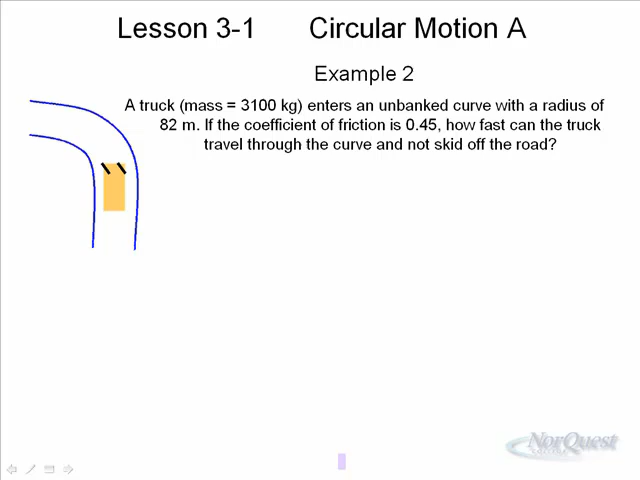 Lesson 3-1 Circular Motion A
Example 2
A truck (mass = 3100 kg) enters an unbanked curve with a radius of
82 m. If the coefficient of friction is 0.45, how fast can the truck
travel through the curve and not skid off the road?
NorQuest